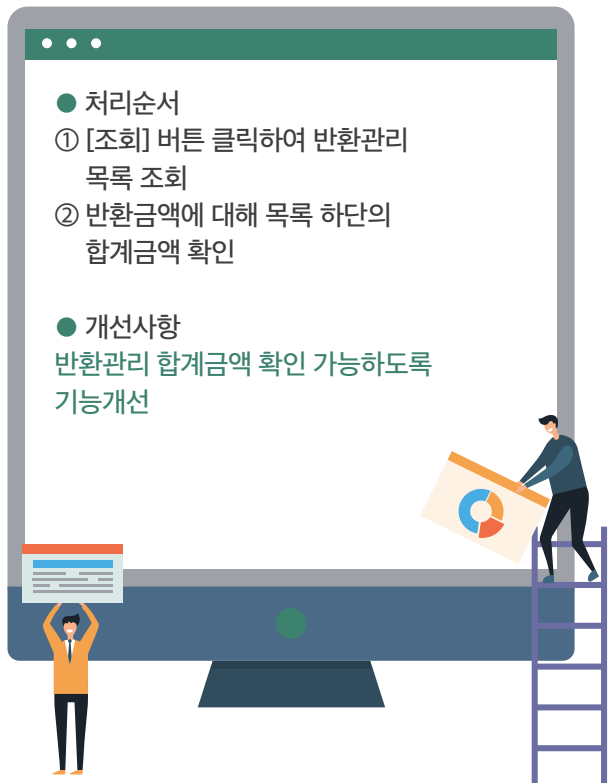 ● 처리순서
① [조회] 버튼 클릭하여 반환관리
목록 조회
② 반환금액에 대해 목록 하단의
합계금액 확인
● 개선사항
반환관리 합계금액 확인 가능하도록
기능개선